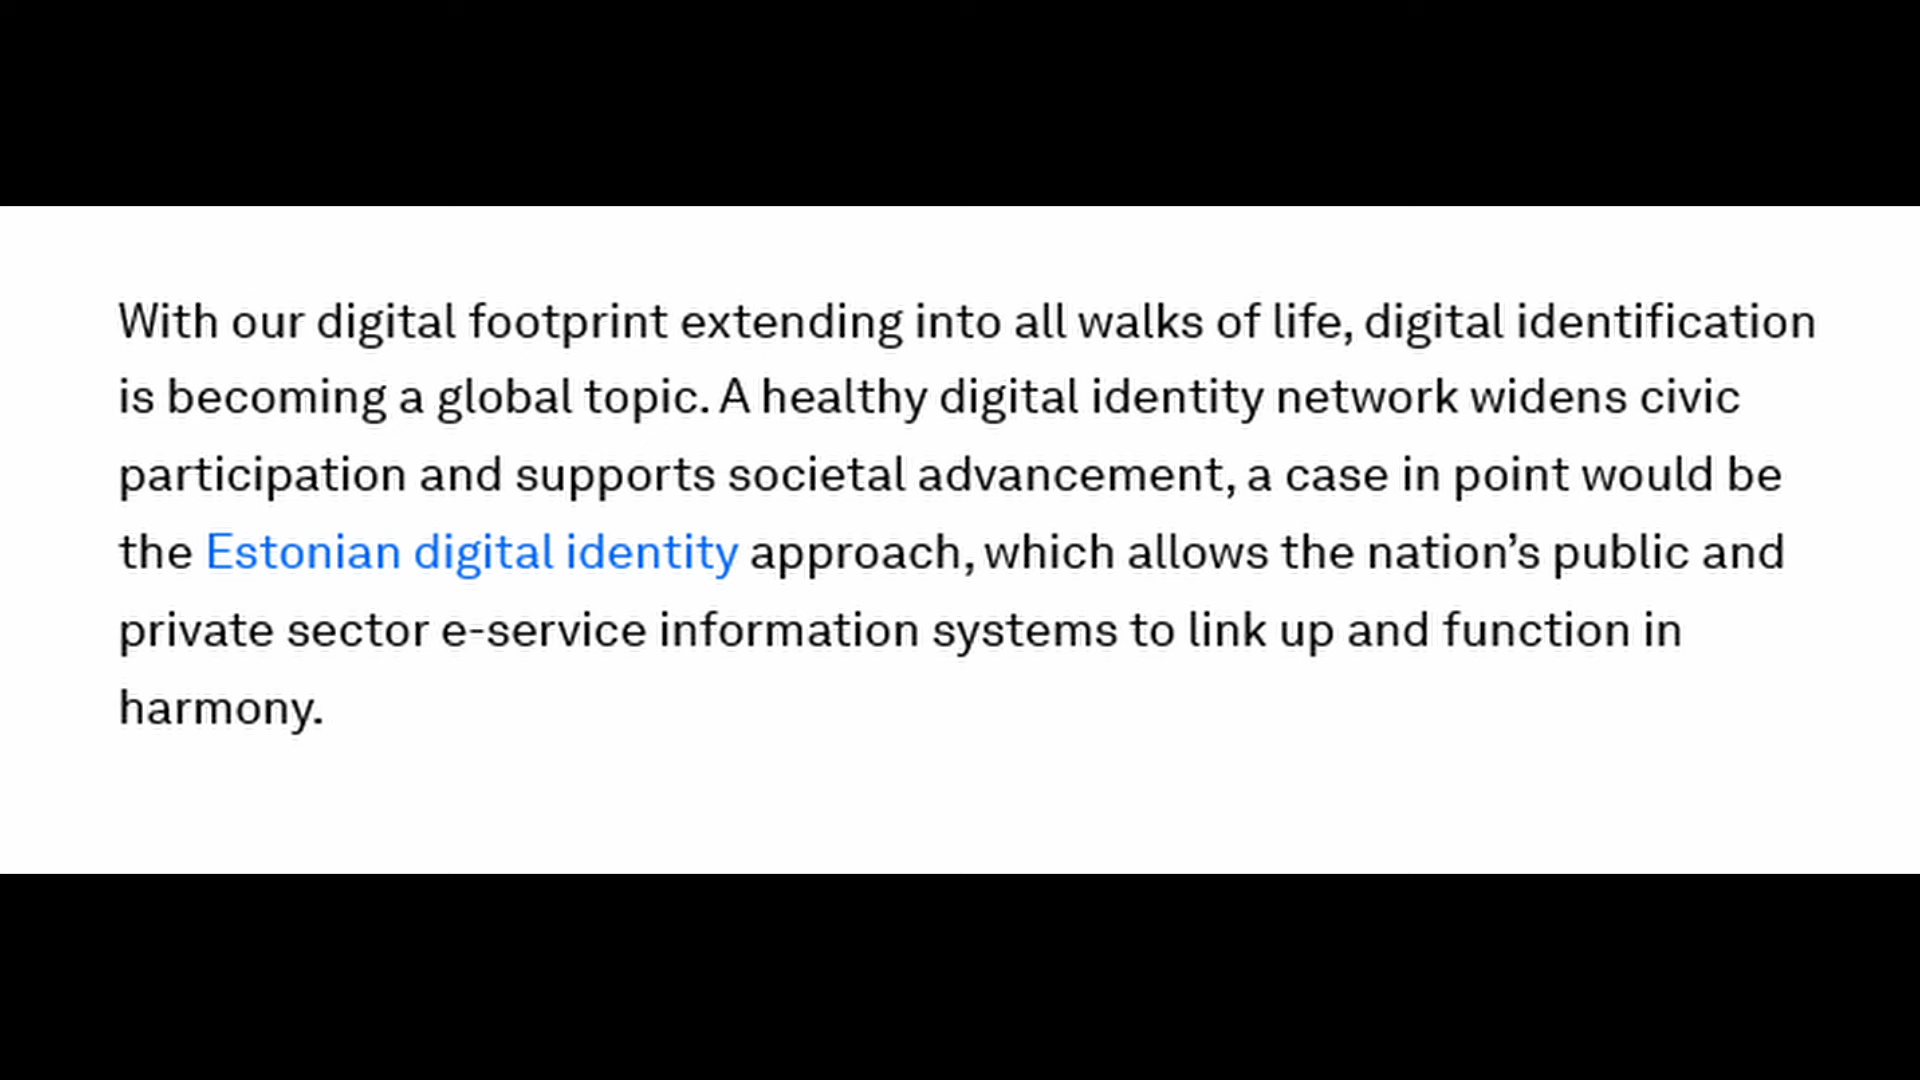 With our digital footprint extending into all walks of life, digital identification
is becoming a global topic. A healthy digital identity network widens civic
participation and supports societal advancement, a case in point would be
the Estonian digital identity approach, which allows the nation’s public and
private sector e-service information systems to link up and function in
harmony.